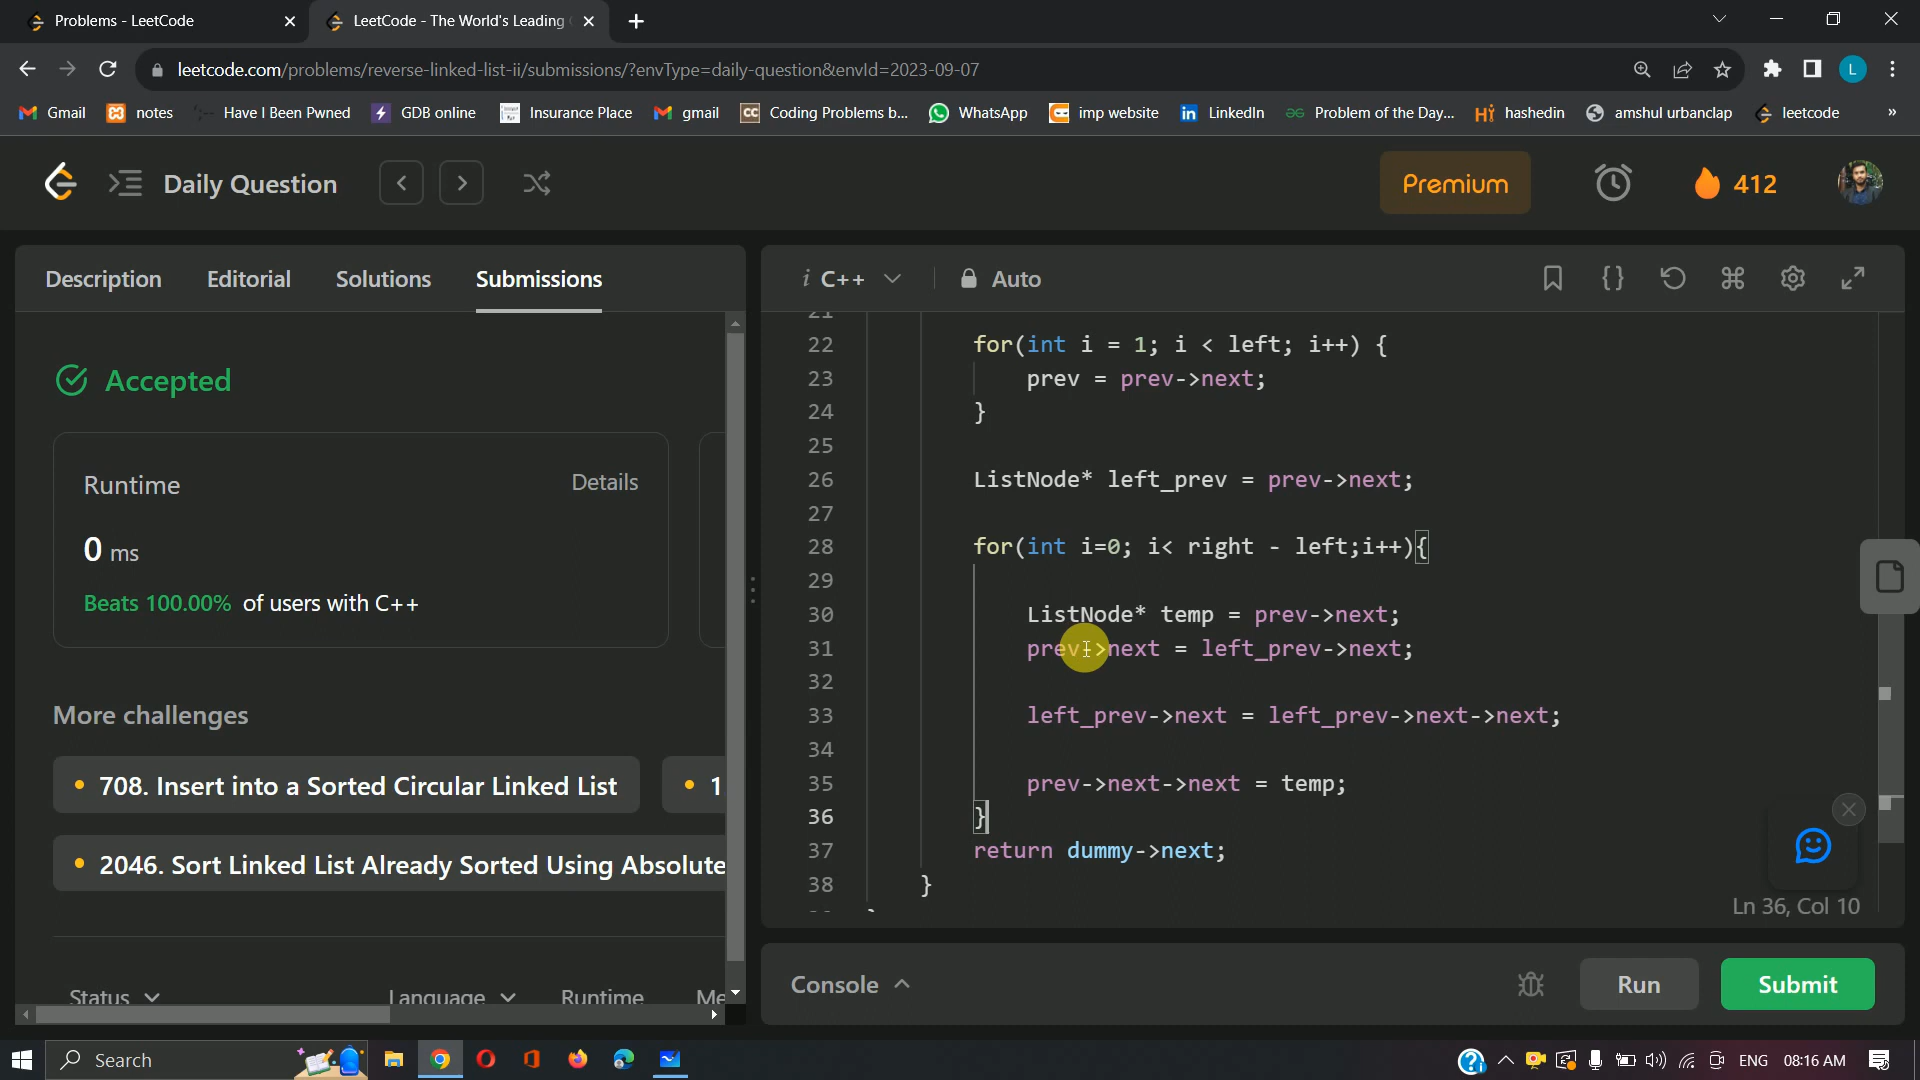 Problems - LeetCode
LeetCode - The World's Leading
leetcode.com/problems/reverse-linked-list-ii/submissions/?envType=daily-question&envId=2023-09-07
L
Gmail
notes
Have I Been Pwned
GDB online
Insurance Place
gmail
Coding Problems b...
WhatsApp
imp website
LinkedIn
Problem of the Day...
hashedin
amshul urbanclap
leetcode
»
Daily Question
Premium
412
Description
Editorial
Solutions
Submissions
Accepted
Runtime
Details
0 ms
Beats 100.00% of users with C++
More challenges
708. Insert into a Sorted Circular Linked List
1
2046. Sort Linked List Already Sorted Using Absolute
Status
Language
Runtime
Me
i C++
Auto
21
22 for(int i = 1; i < left; i++) {
23 prev = prev->next;
24 }
25
26 ListNode* left_prev = prev->next;
27
28 for(int i=0; i< right - left;i++){
29
30 ListNode* temp = prev->next;
31 prev->next = left_prev->next;
32
33 left_prev->next = left_prev->next->next;
34
35 prev->next->next = temp;
36 }
37 return dummy->next;
38 }
Ln 36, Col 10
Console
Run
Submit
Search
ENG
08:16 AM